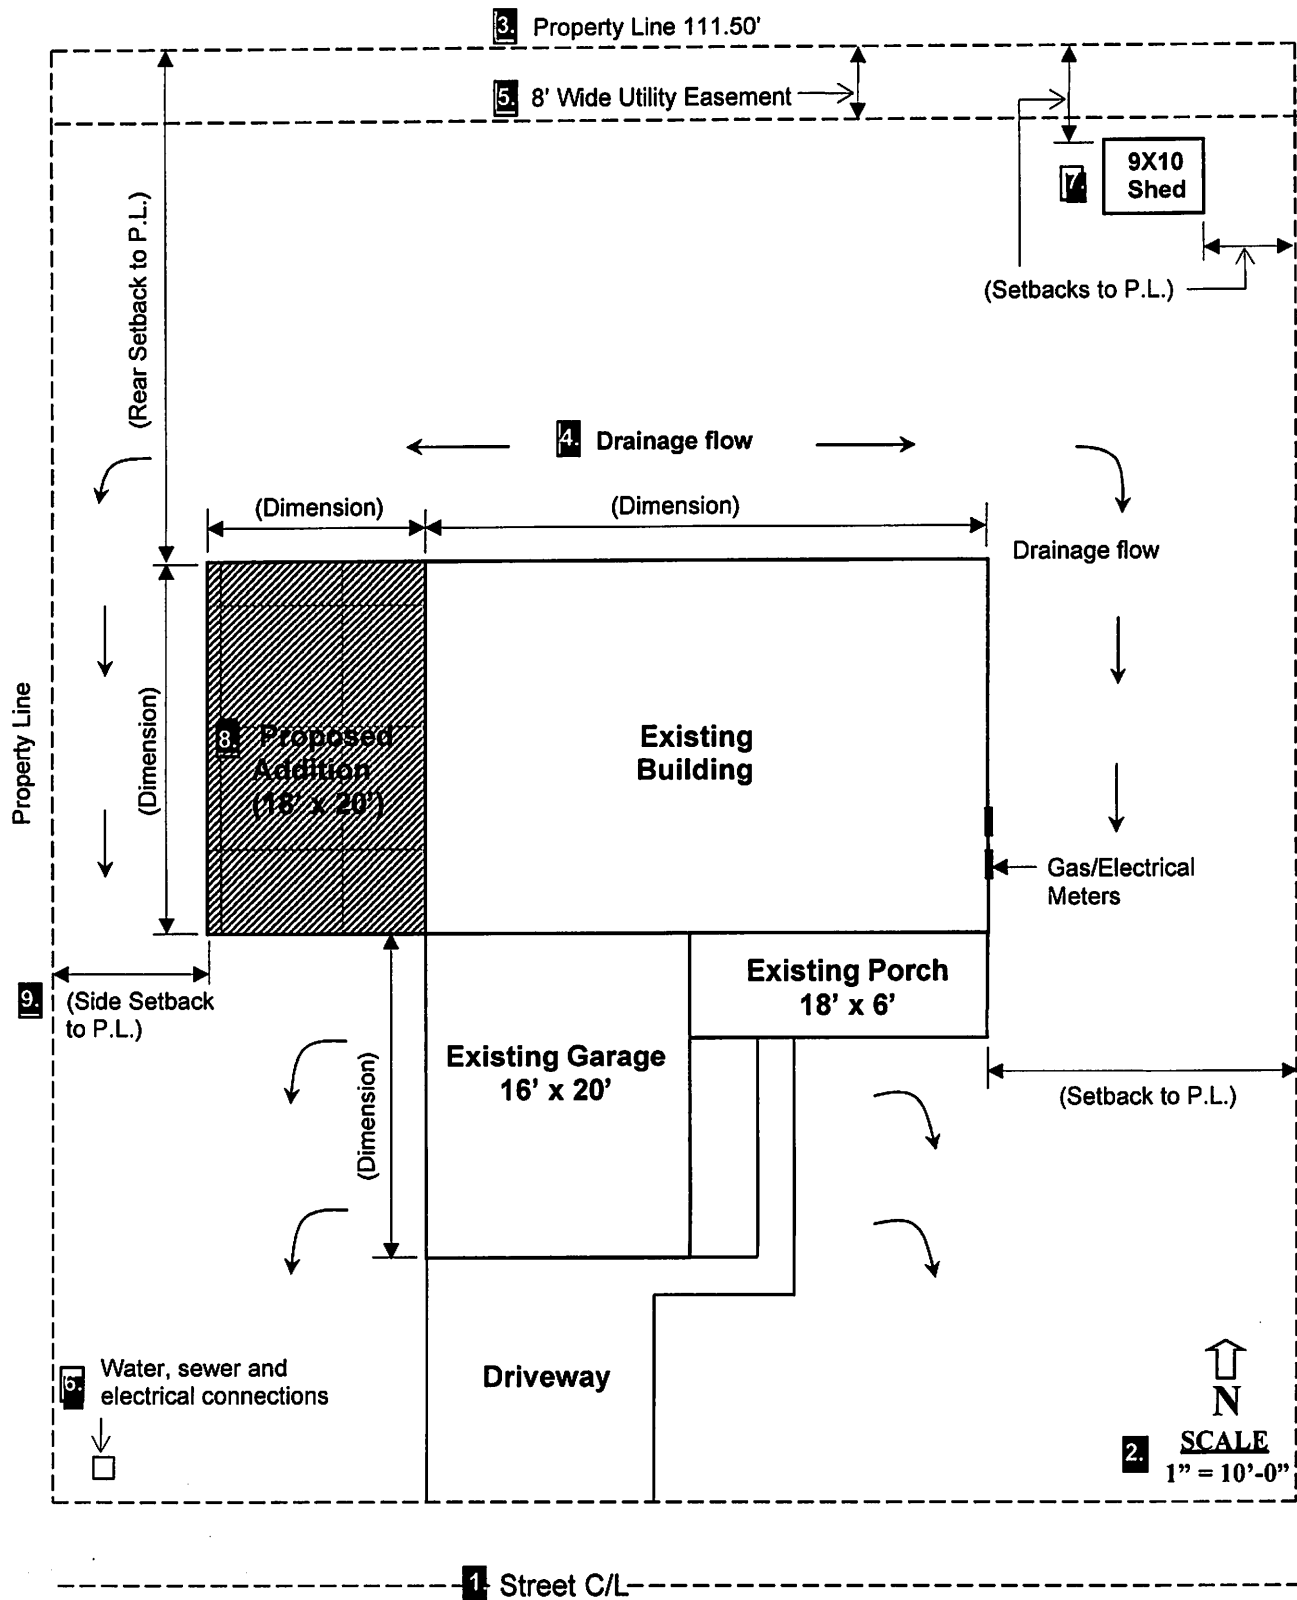 3. Property Line 111.50'
5. 8' Wide Utility Easement
9X10
Shed
7.
(Rear Setback to P.L.)
(Setbacks to P.L.)
4. Drainage flow
(Dimension)
(Dimension)
Drainage flow
Property Line
(Dimension)
8. Proposed
Addition
(18' x 20')
Existing
Building
Gas/Electrical
Meters
9. (Side Setback
to P.L.)
Existing Porch
18' x 6'
Existing Garage
16' x 20'
(Dimension)
(Setback to P.L.)
6. Water, sewer and
electrical connections
Driveway
N
2. SCALE
1" = 10'-0"
1. Street C/L